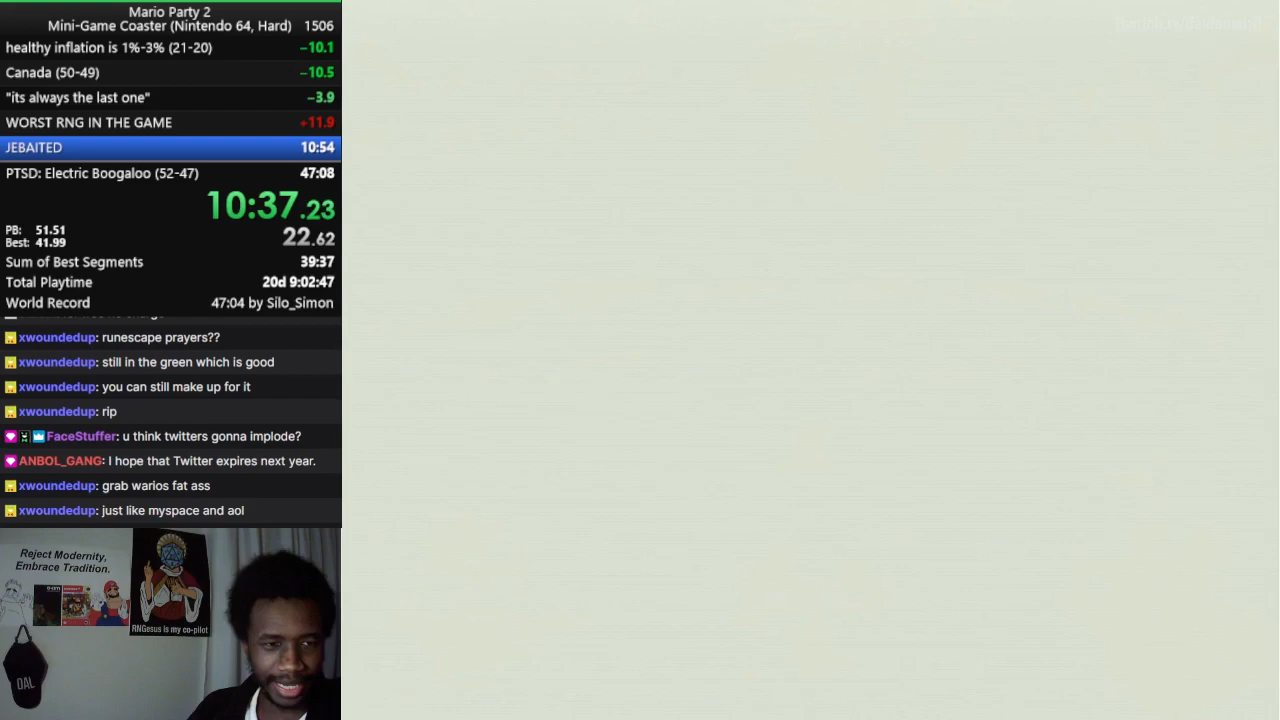 Mario Party 2
Mini-Game Coaster (Nintendo 64, Hard) 1506
healthy inflation is 1%-3% (21-20) −10.1
Canada (50-49) −10.5
"its always the last one" −3.9
WORST RNG IN THE GAME +11.9
JEBAITED 10:54
PTSD: Electric Boogaloo (52-47) 47:08
10:37.23
PB: 51.51
Best: 41.99
22.62
Sum of Best Segments 39:37
Total Playtime 20d 9:02:47
World Record 47:04 by Silo_Simon
xwoundedup: runescape prayers??
xwoundedup: still in the green which is good
xwoundedup: you can still make up for it
xwoundedup: rip
FaceStuffer: u think twitters gonna implode?
ANBOL_GANG: I hope that Twitter expires next year.
xwoundedup: grab warios fat ass
xwoundedup: just like myspace and aol
Reject Modernity,
Embrace Tradition.
RNGesus is my co-pilot
DAL